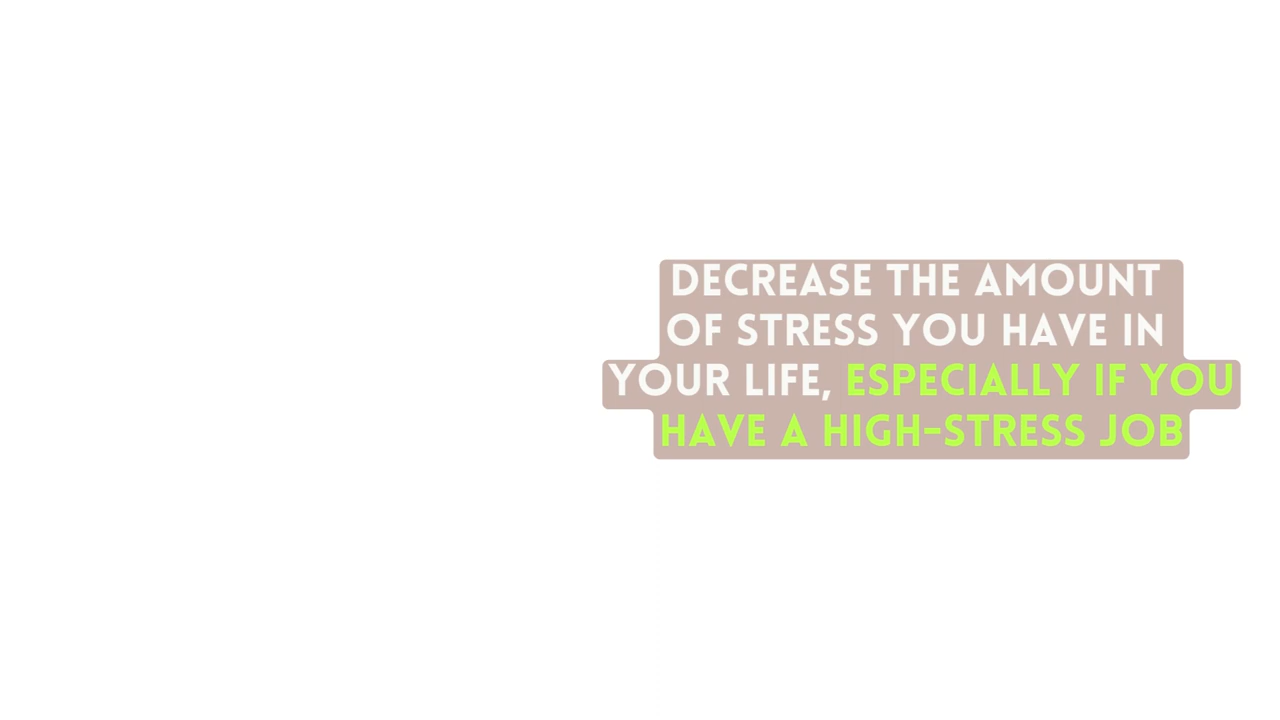 DECREASE THE AMOUNT
OF STRESS YOU HAVE IN
YOUR LIFE, ESPECIALLY IF YOU
HAVE A HIGH-STRESS JOB